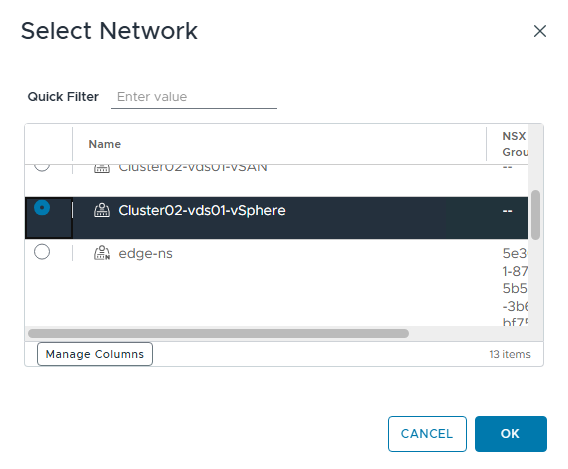 Select Network
Quick Filter Enter value
Name
NSX
Grou
Cluster02-vds01-vSAN
--
Cluster02-vds01-vSphere
--
edge-ns
5e3
1-87
5b5
-3b6
bf75
Manage Columns
13 items
CANCEL
OK